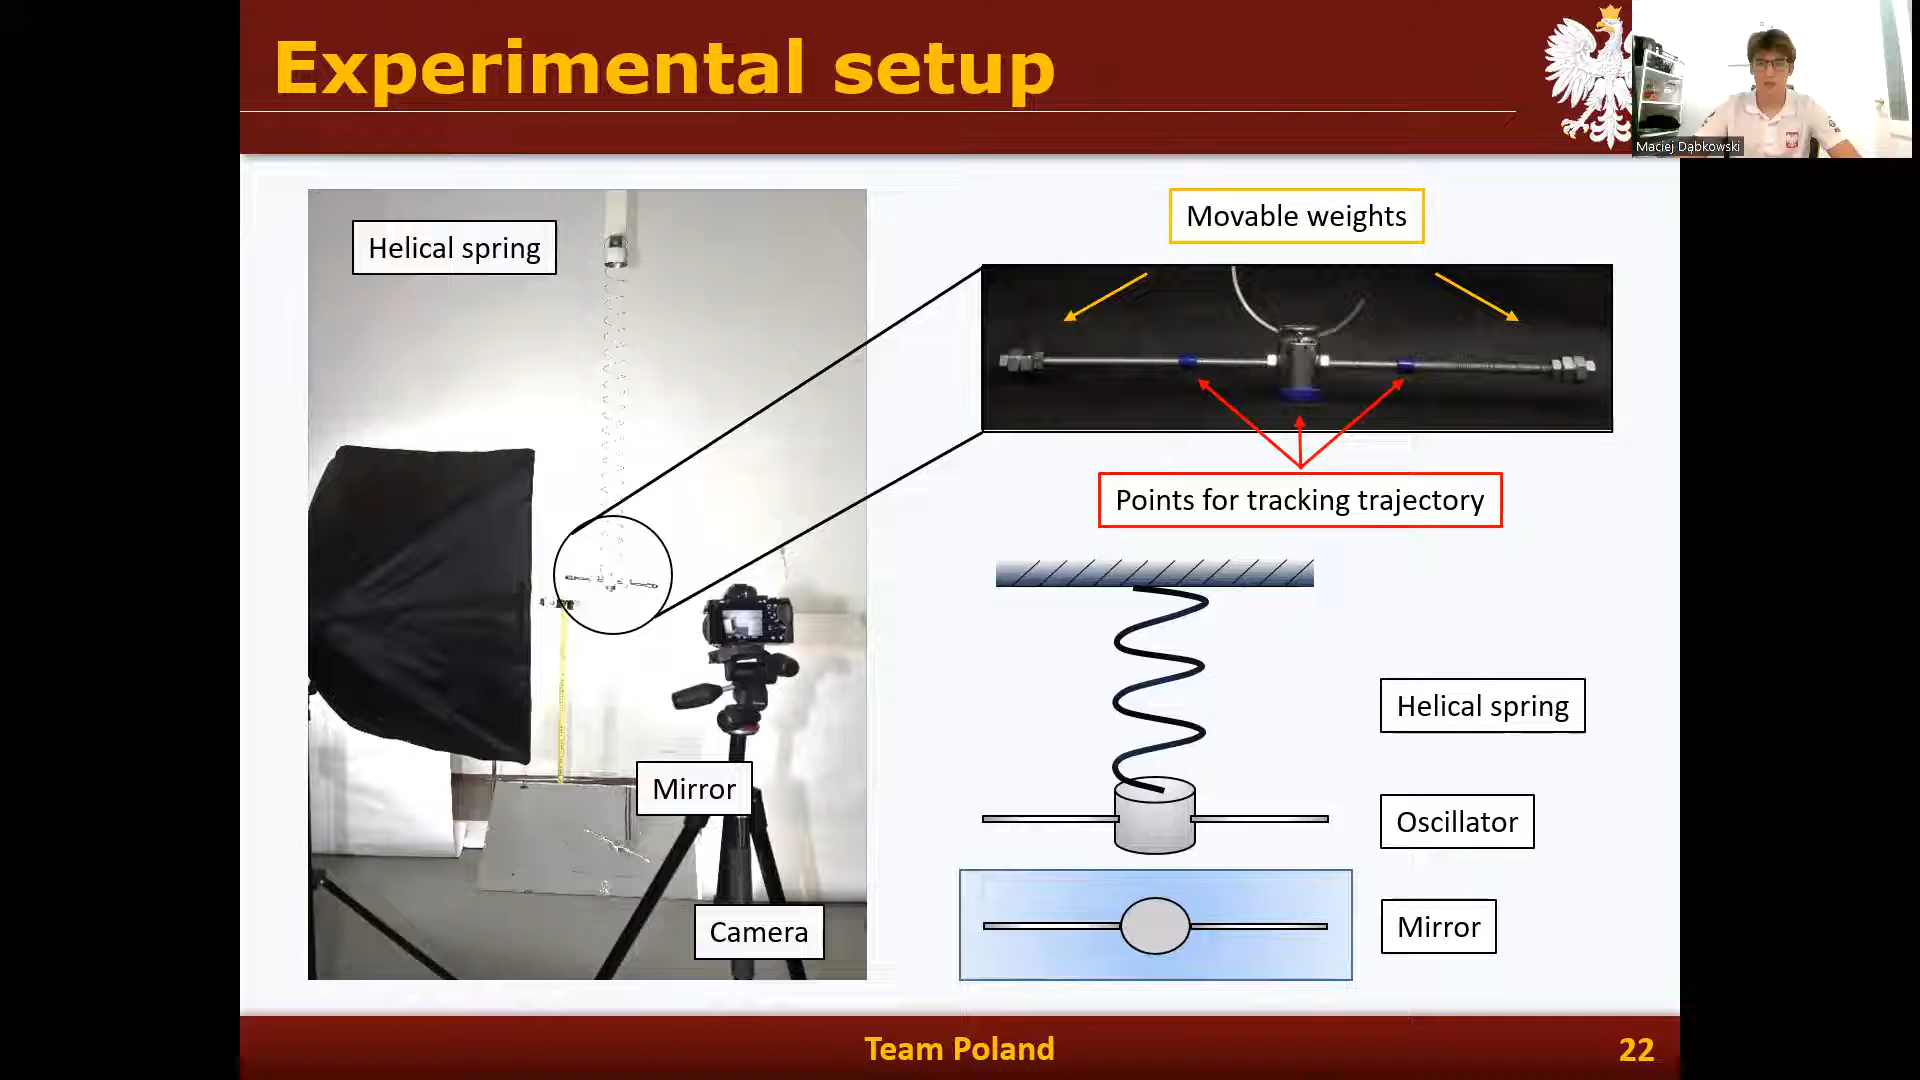 Experimental setup
Maciej Dąbkowski
Helical spring
Movable weights
Points for tracking trajectory
Helical spring
Mirror
Oscillator
Camera
Mirror
Team Poland
22